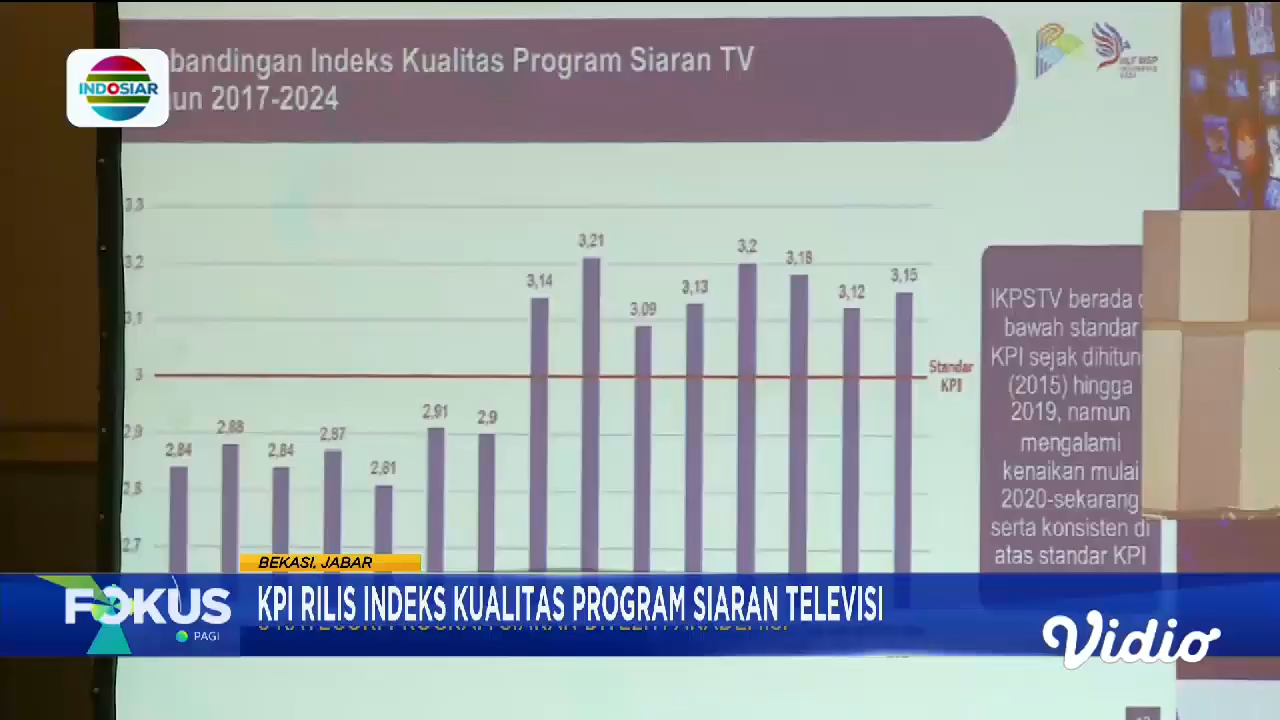 INDOSIAR
bandingan Indeks Kualitas Program Siaran TV
un 2017-2024
3,3
3,2
3,1
3
2,9
2,8
2,7
2,84
2,88
2,84
2,87
2,81
2,91
2,9
3,14
3,21
3,09
3,13
3,2
3,18
3,12
3,15
Standar
KPI
IKPSTV berada d
bawah standar
KPI sejak dihitun
(2015) hingga
2019, namun
mengalami
kenaikan mulai
2020-sekarang
serta konsisten di
atas standar KPI
BEKASI, JABAR
FOKUS
PAGI
KPI RILIS INDEKS KUALITAS PROGRAM SIARAN TELEVISI
Vidio